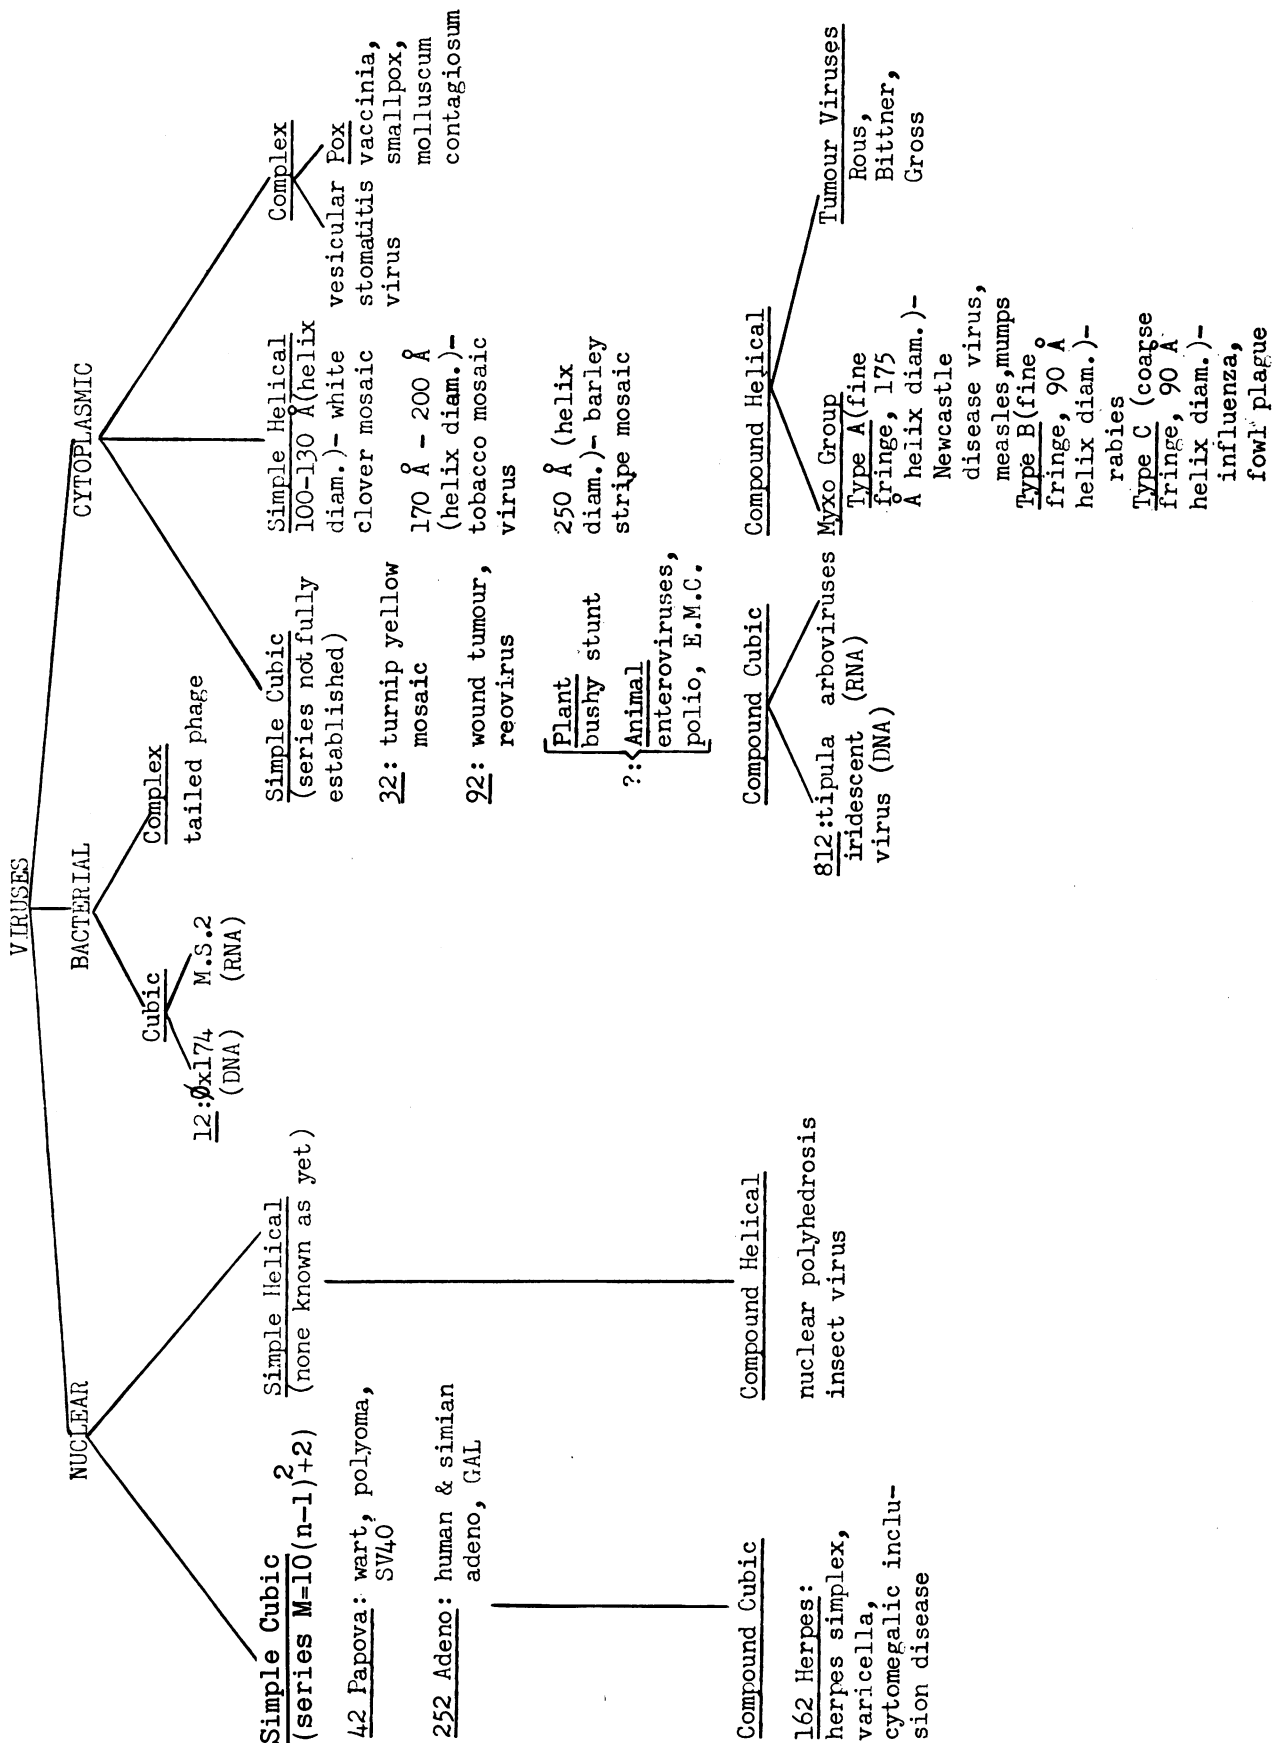 VIRUSES
NUCLEAR
BACTERIAL
CYTOPLASMIC
Simple Cubic
(series M=10(n-1)²+2)
42 Papova: wart, polyoma,
SV40
252 Adeno: human & simian
adeno, GAL
Compound Cubic
162 Herpes:
herpes simplex,
varicella,
cytomegalic inclu-
sion disease
Simple Helical
(none known as yet)
Compound Helical
nuclear polyhedrosis
insect virus
Cubic
12:Øx174
(DNA)
M.S.2
(RNA)
Complex
tailed phage
Simple Cubic
(series not fully
established)
32: turnip yellow
mosaic
92: wound tumour,
reovirus
?:
Plant
bushy stunt
Animal
enteroviruses,
polio, E.M.C.
Compound Cubic
812:tipula
iridescent
virus (DNA)
arboviruses
(RNA)
Simple Helical
100-130 Å(helix
diam.)- white
clover mosaic
170 Å - 200 Å
(helix diam.)-
tobacco mosaic
virus
250 Å (helix
diam.)- barley
stripe mosaic
Compound Helical
Myxo Group
Type A(fine
fringe, 175
Å helix diam.)-
Newcastle
disease virus,
measles,mumps
Type B(fine
fringe, 90 Å
helix diam.)-
rabies
Type C (coarse
fringe, 90 Å
helix diam.)-
influenza,
fowl plague
Tumour Viruses
Rous,
Bittner,
Gross
Complex
vesicular
stomatitis
virus
Pox
vaccinia,
smallpox,
molluscum
contagiosum